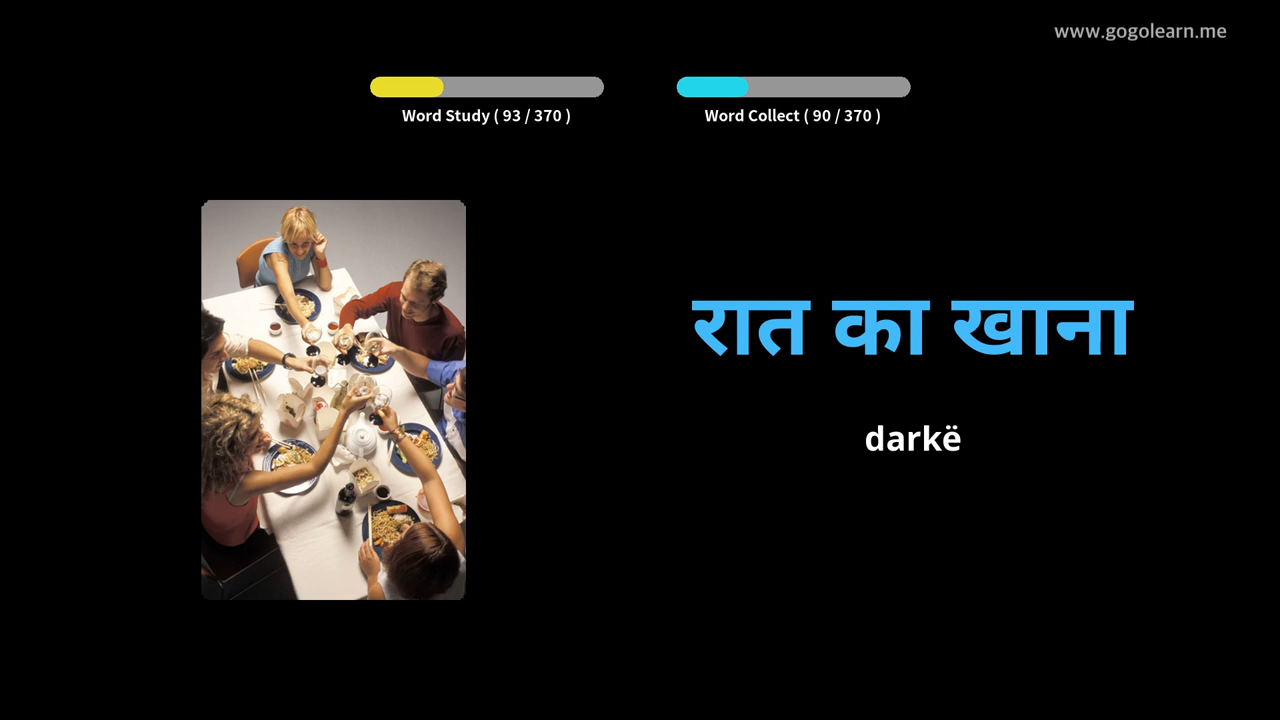 www.gogolearn.me
Word Study ( 93 / 370 )
Word Collect ( 90 / 370 )
रात का खाना
darkë